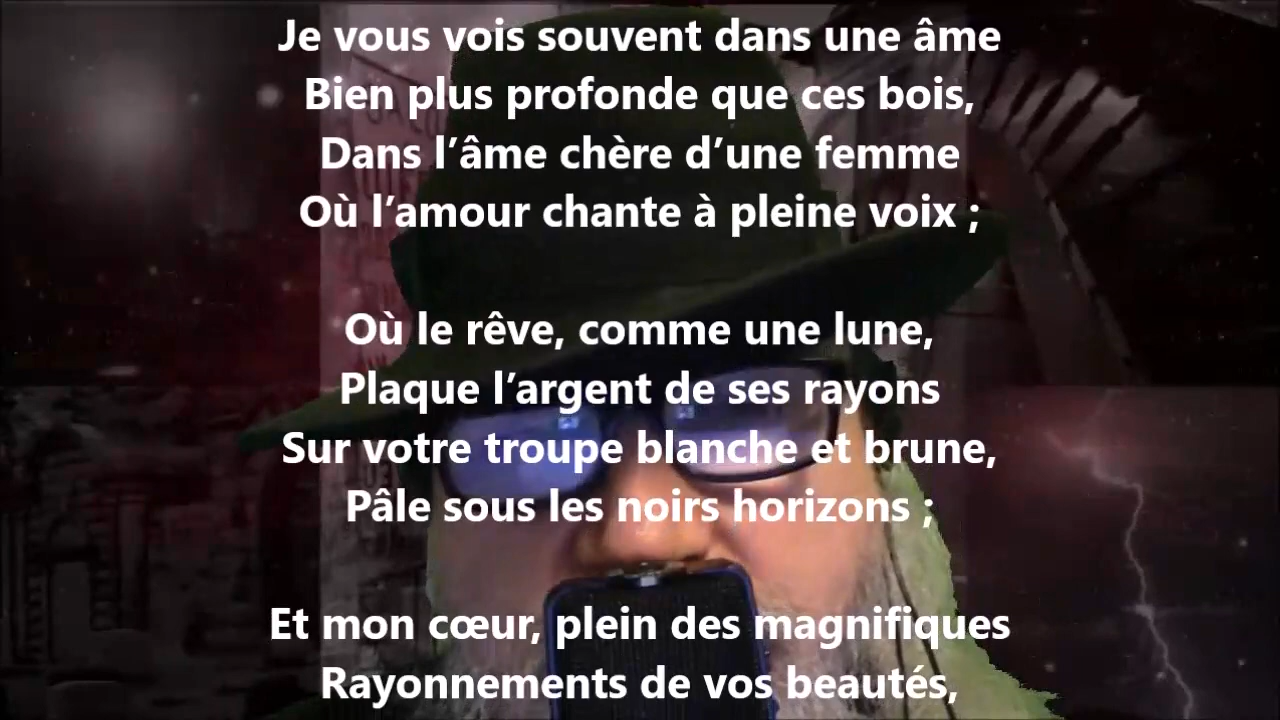 Je vous vois souvent dans une âme
Bien plus profonde que ces bois,
Dans l’âme chère d’une femme
Où l’amour chante à pleine voix ;
Où le rêve, comme une lune,
Plaque l’argent de ses rayons
Sur votre troupe blanche et brune,
Pâle sous les noirs horizons ;
Et mon cœur, plein des magnifiques
Rayonnements de vos beautés,